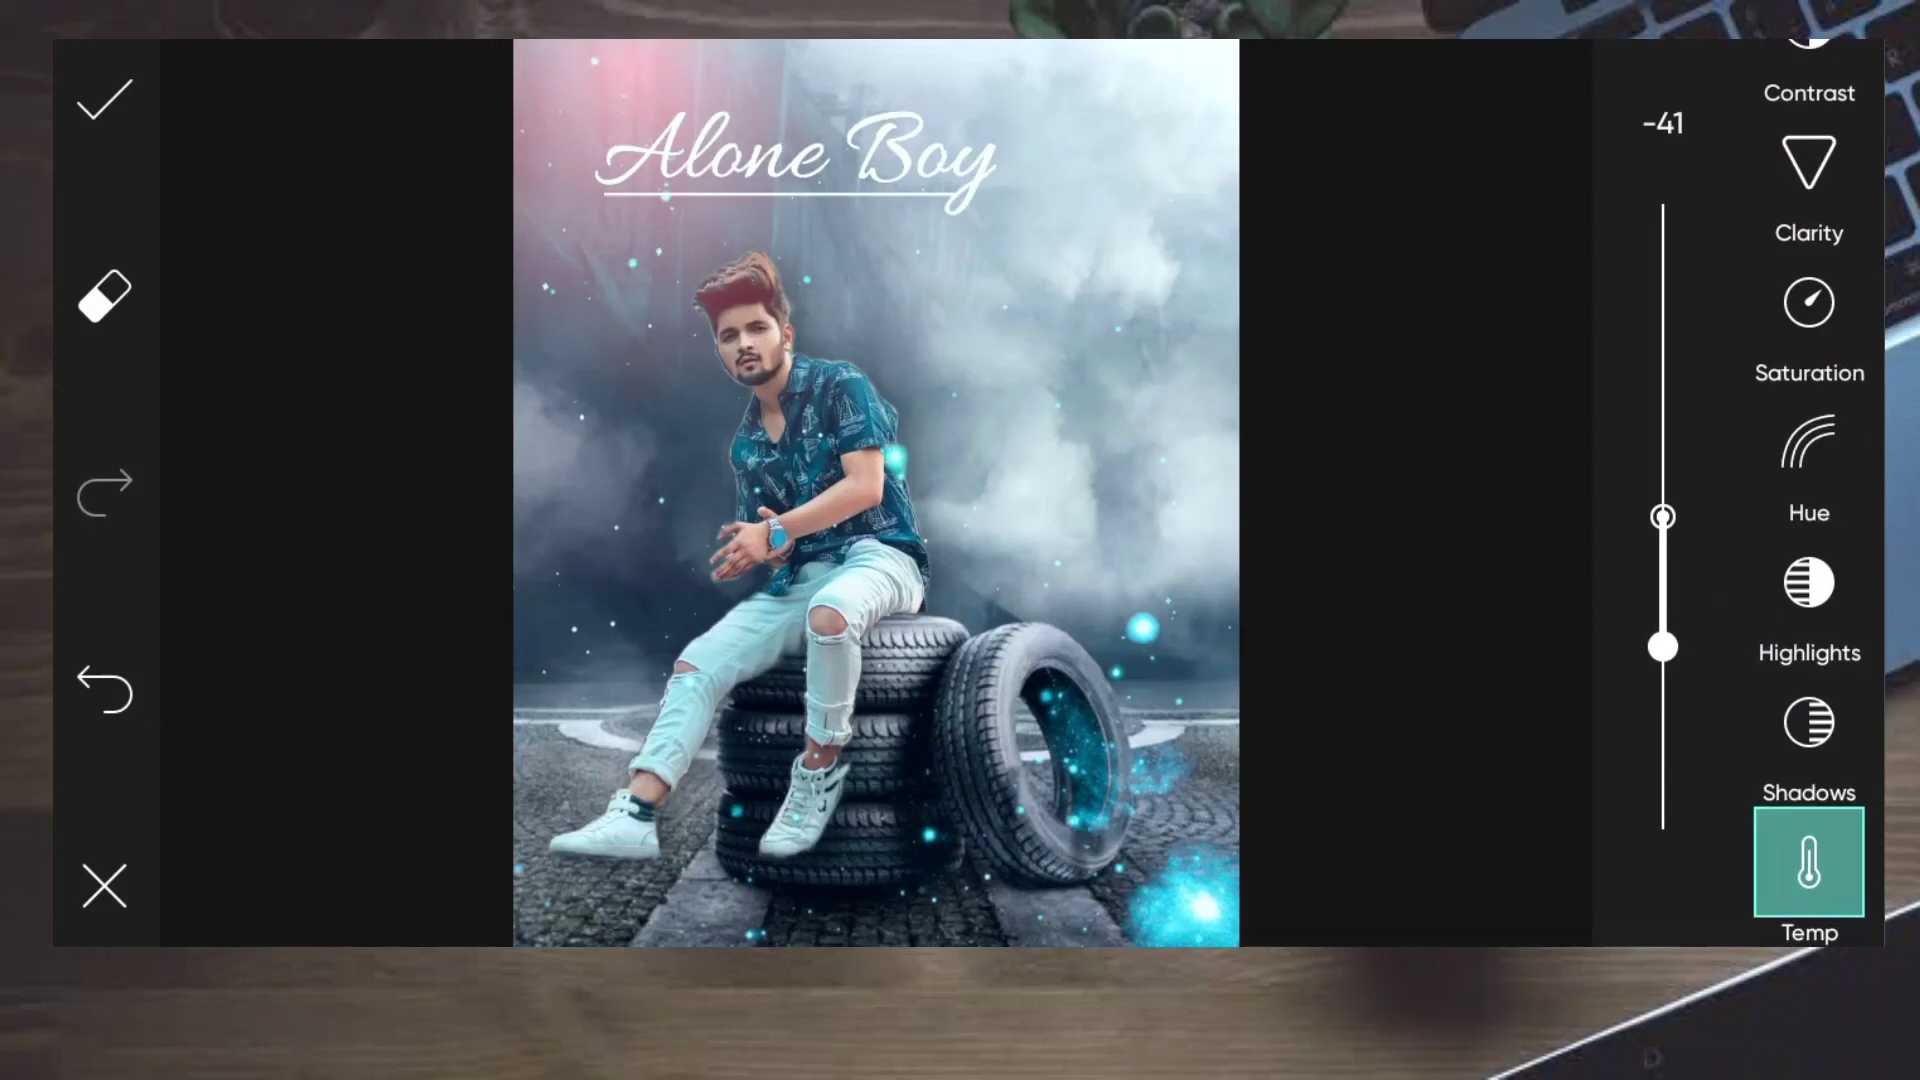 Alone Boy
-41
Contrast
Clarity
Saturation
Hue
Highlights
Shadows
Temp